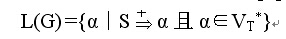 L(G)={α｜S ⇒⁺ α 且 α∈V_T*}